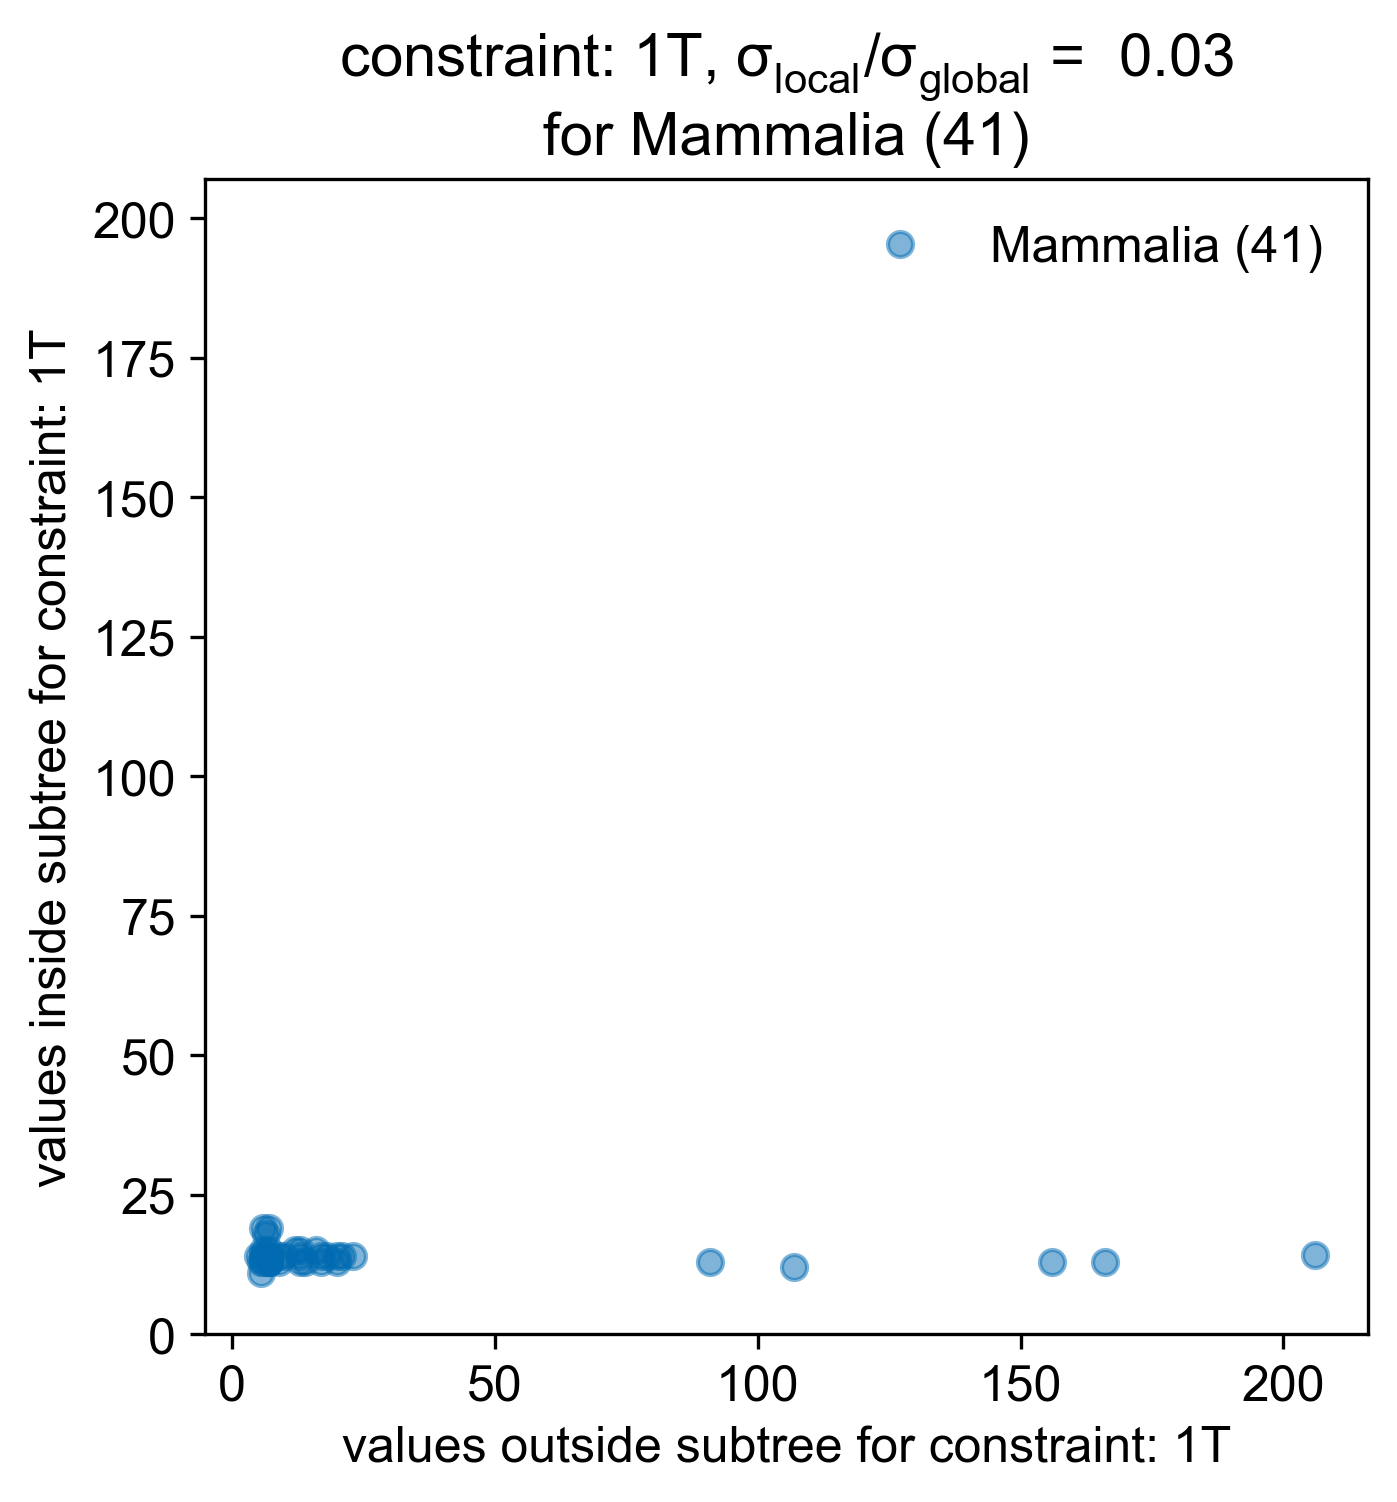 constraint: 1T, σlocal/σglobal = 0.03
for Mammalia (41)
Mammalia (41)
values inside subtree for constraint: 1T
200
175
150
125
100
75
50
25
0
0 50 100 150 200
values outside subtree for constraint: 1T